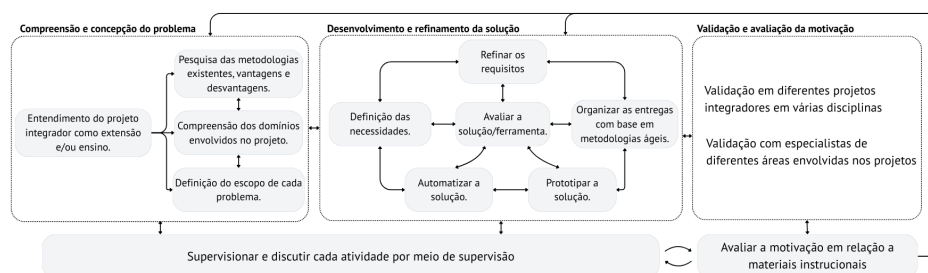 Compreensão e concepção do problema
Pesquisa das metodologias
existentes, vantagens e
desvantagens.
Entendimento do projeto
integrador como extensão
e/ou ensino.
Compreensão dos domínios
envolvidos no projeto.
Definição do escopo de cada
problema.
Desenvolvimento e refinamento da solução
Refinar os
requisitos
Definição das
necessidades.
Avaliar a
solução/ferramenta.
Organizar as entregas
com base em
metodologias ágeis.
Automatizar a
solução.
Prototipar a
solução.
Validação e avaliação da motivação
Validação em diferentes projetos
integradores em várias disciplinas
Validação com especialistas de
diferentes áreas envolvidas nos projetos
Supervisionar e discutir cada atividade por meio de supervisão
Avaliar a motivação em relação a
materiais instrucionais